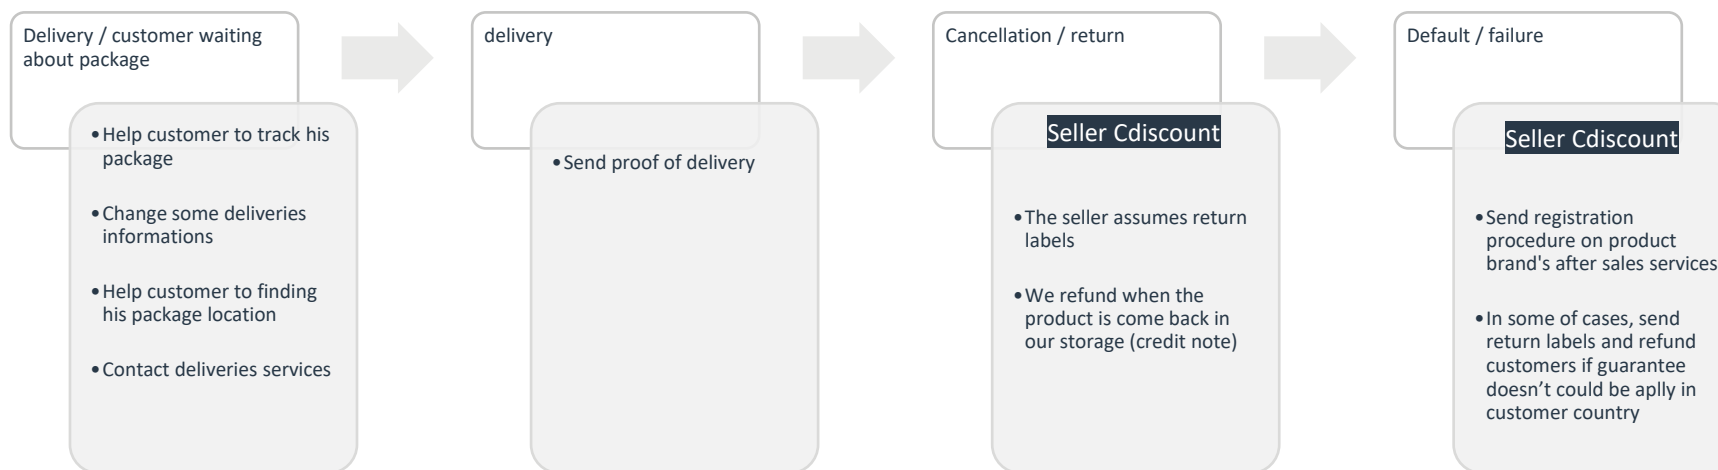 Delivery / customer waiting
about package
•Help customer to track his
package
•Change some deliveries
informations
•Help customer to finding
his package location
•Contact deliveries services
delivery
•Send proof of delivery
Cancellation / return
Seller Cdiscount
•The seller assumes return
labels
•We refund when the
product is come back in
our storage (credit note)
Default / failure
Seller Cdiscount
•Send registration
procedure on product
brand's after sales services
•In some of cases, send
return labels and refund
customers if guarantee
doesn’t could be aplly in
customer country